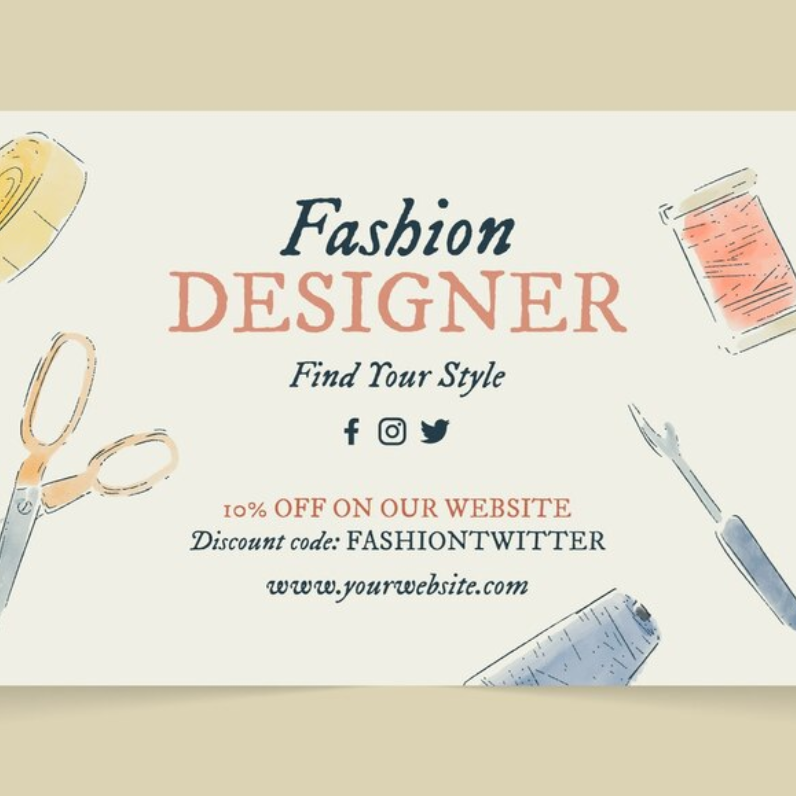 Fashion
DESIGNER
Find Your Style
10% OFF ON OUR WEBSITE
Discount code: FASHIONTWITTER
www.yourwebsite.com